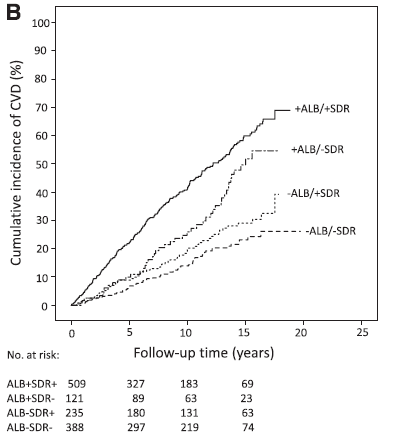 B
Cumulative incidence of CVD (%)
100
90
80
70
60
50
40
30
20
10
0
+ALB/+SDR
+ALB/-SDR
-ALB/+SDR
-ALB/-SDR
0 5 10 15 20 25
Follow-up time (years)
No. at risk:
ALB+SDR+ 509 327 183 69
ALB+SDR- 121 89 63 23
ALB-SDR+ 235 180 131 63
ALB-SDR- 388 297 219 74